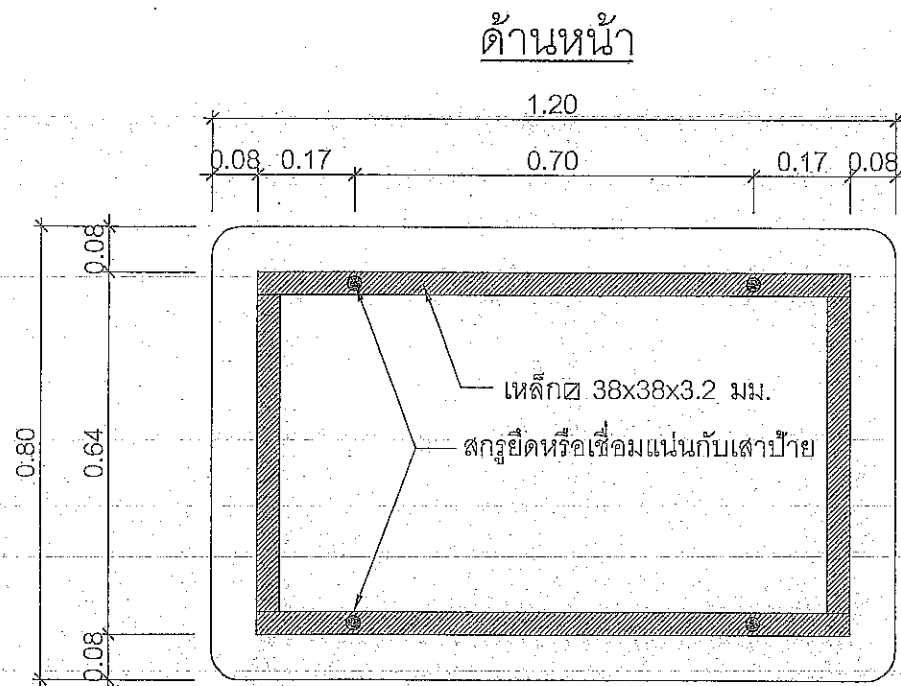 ด้านหน้า
1.20
0.08 0.17 0.70 0.17 0.08
0.08
เหล็ก 38x38x3.2 มม.
0.80 0.64 สกรูยึดหรือเชื่อมแน่นกับเสาป้าย
0.08